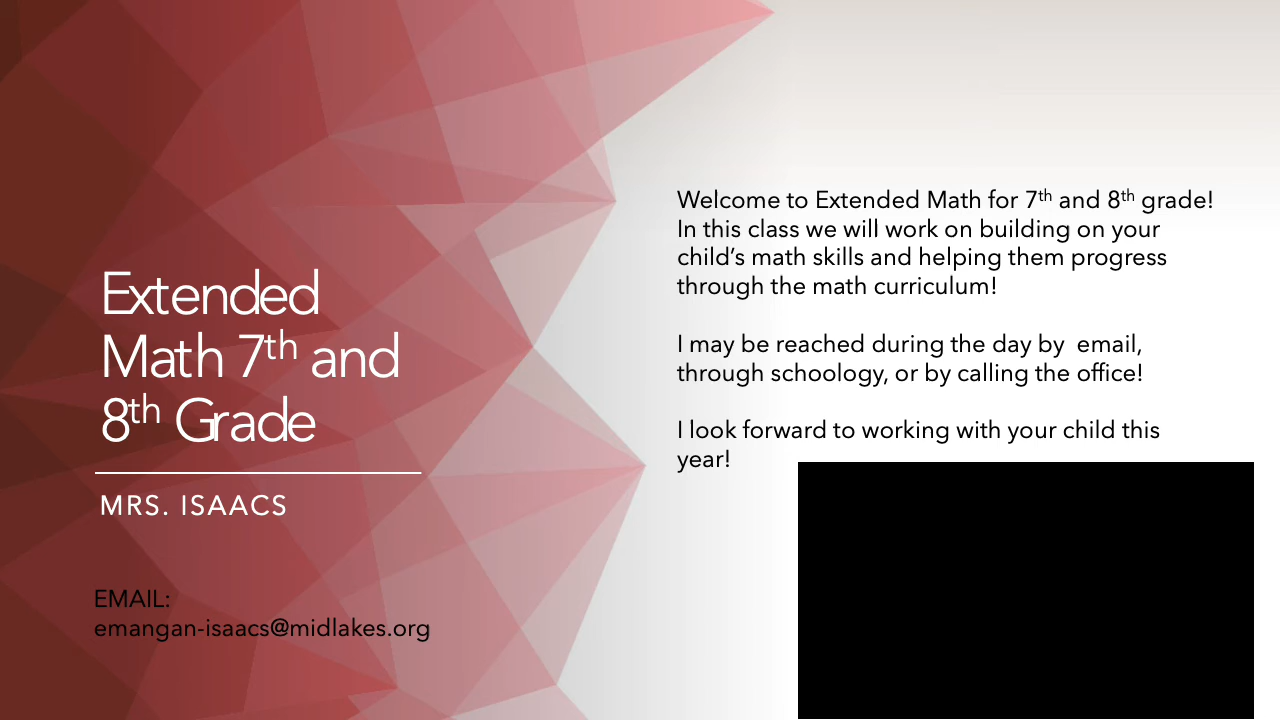 Extended
Math 7th and
8th Grade
MRS. ISAACS
EMAIL:
emangan-isaacs@midlakes.org
Welcome to Extended Math for 7th and 8th grade!
In this class we will work on building on your
child’s math skills and helping them progress
through the math curriculum!
I may be reached during the day by  email,
through schoology, or by calling the office!
I look forward to working with your child this
year!